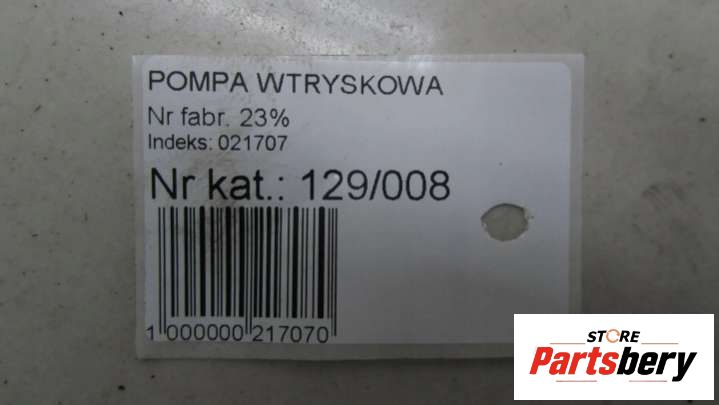 POMPA WTRYSKOWA
Nr fabr. 23%
Indeks: 021707
Nr kat.: 129/008
1 000000 217070
STORE
Partsbery